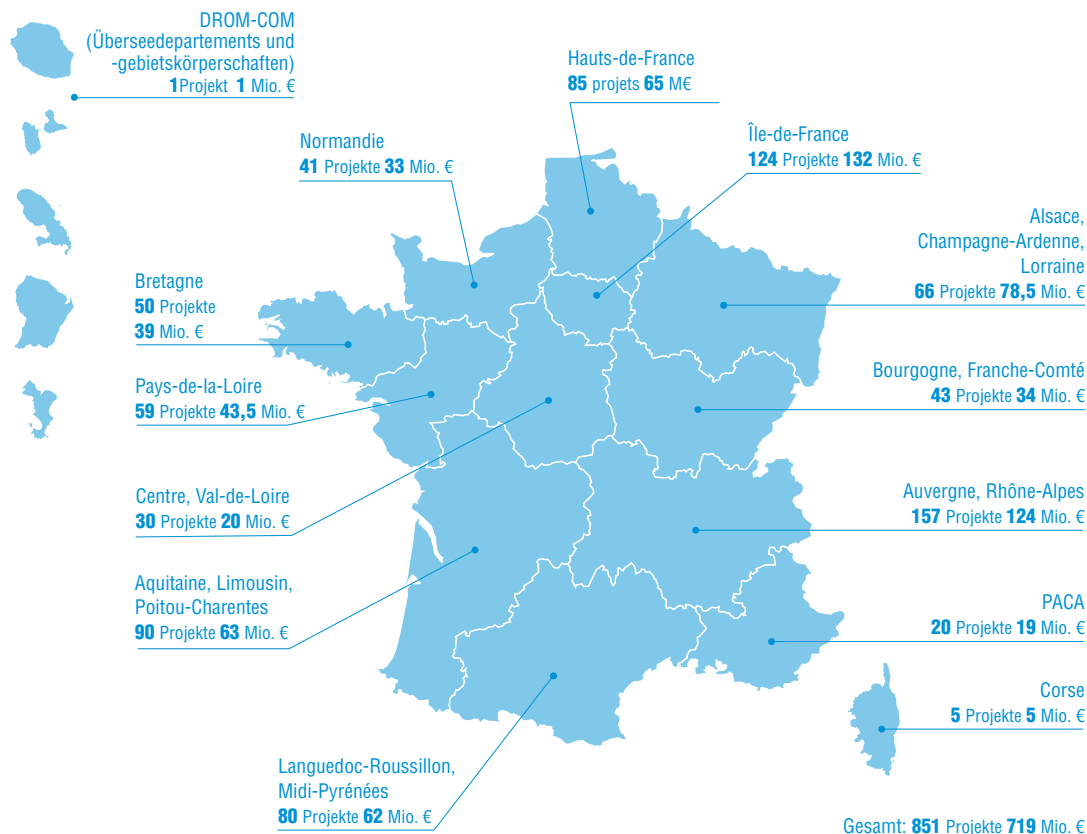 DROM-COM
(Überseedepartements und
-gebietskörperschaften)
1Projekt 1 Mio. €
Hauts-de-France
85 projets 65 M€
Normandie
41 Projekte 33 Mio. €
Île-de-France
124 Projekte 132 Mio. €
Alsace,
Champagne-Ardenne,
Lorraine
66 Projekte 78,5 Mio. €
Bretagne
50 Projekte
39 Mio. €
Pays-de-la-Loire
59 Projekte 43,5 Mio. €
Bourgogne, Franche-Comté
43 Projekte 34 Mio. €
Centre, Val-de-Loire
30 Projekte 20 Mio. €
Auvergne, Rhône-Alpes
157 Projekte 124 Mio. €
Aquitaine, Limousin,
Poitou-Charentes
90 Projekte 63 Mio. €
PACA
20 Projekte 19 Mio. €
Corse
5 Projekte 5 Mio. €
Languedoc-Roussillon,
Midi-Pyrénées
80 Projekte 62 Mio. €
Gesamt: 851 Projekte 719 Mio. €